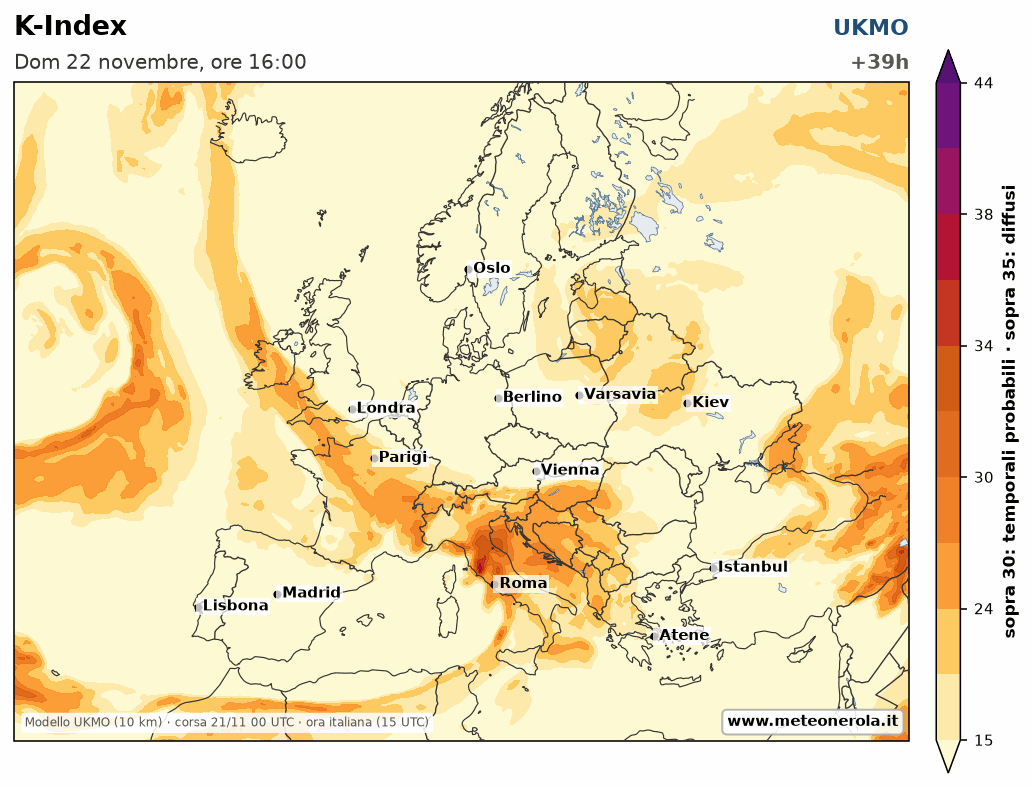 K-Index
UKMO
Dom 22 novembre, ore 16:00
+39h
Oslo
Berlino
Varsavia
Kiev
Londra
Parigi
Vienna
Istanbul
Roma
Madrid
Lisbona
Atene
Modello UKMO (10 km) · corsa 21/11 00 UTC · ora italiana (15 UTC)
www.meteonerola.it
44
38
34
30
24
15
sopra 30: temporali probabili · sopra 35: diffusi